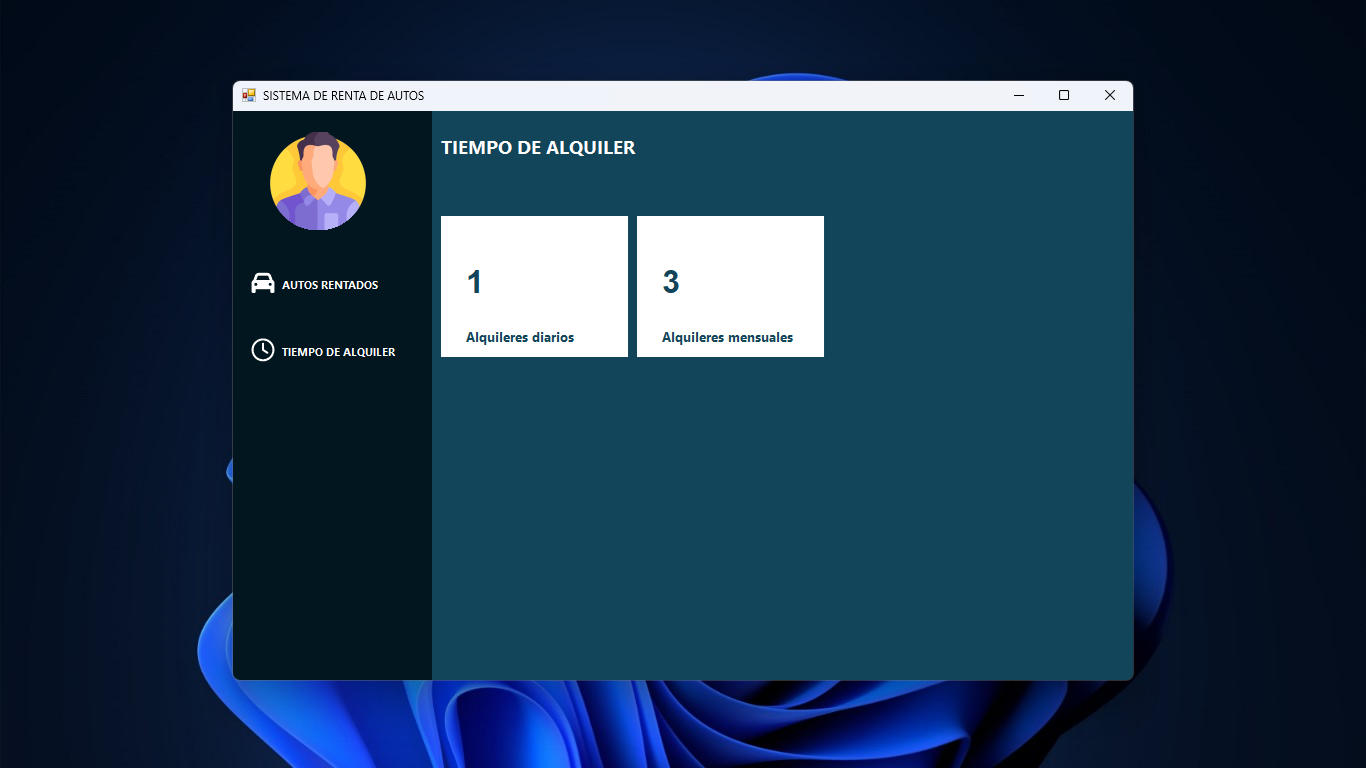 SISTEMA DE RENTA DE AUTOS
TIEMPO DE ALQUILER
AUTOS RENTADOS
TIEMPO DE ALQUILER
1
Alquileres diarios
3
Alquileres mensuales